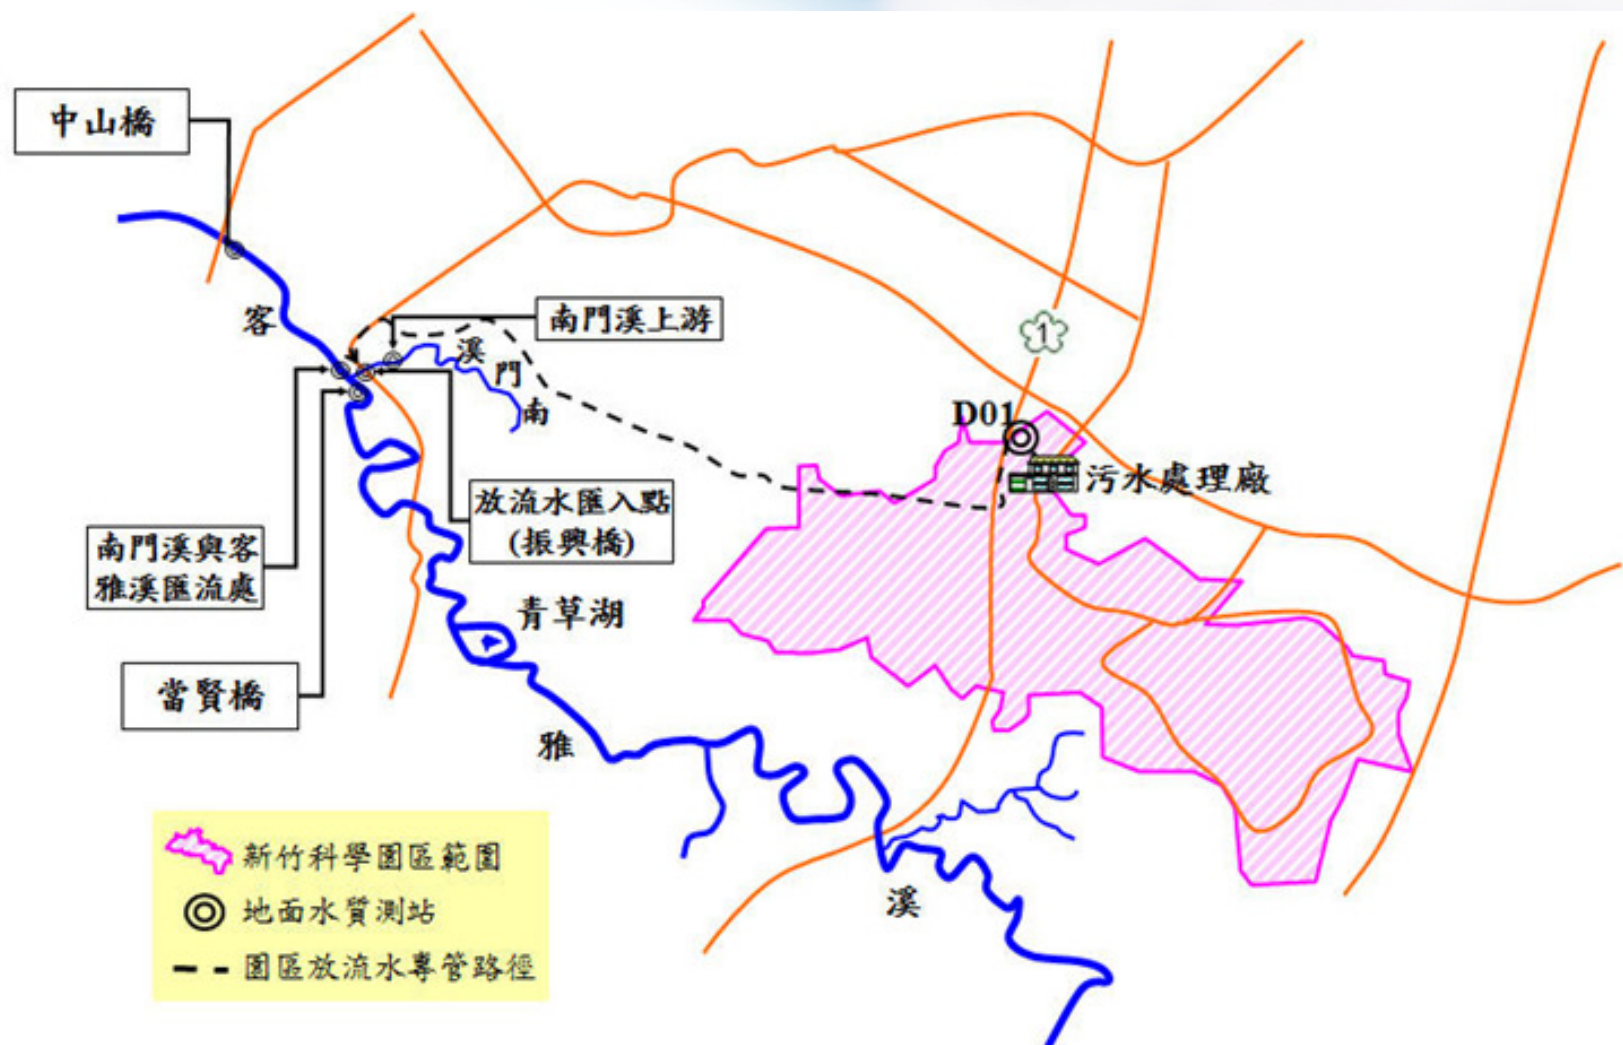 中山橋
客
南門溪上游
溪
門
南
1
D01
污水處理廠
放流水匯入點
(振興橋)
南門溪與客
雅溪匯流處
青草湖
當賢橋
雅
溪
新竹科學園區範圍
地面水質測站
園區放流水專管路徑